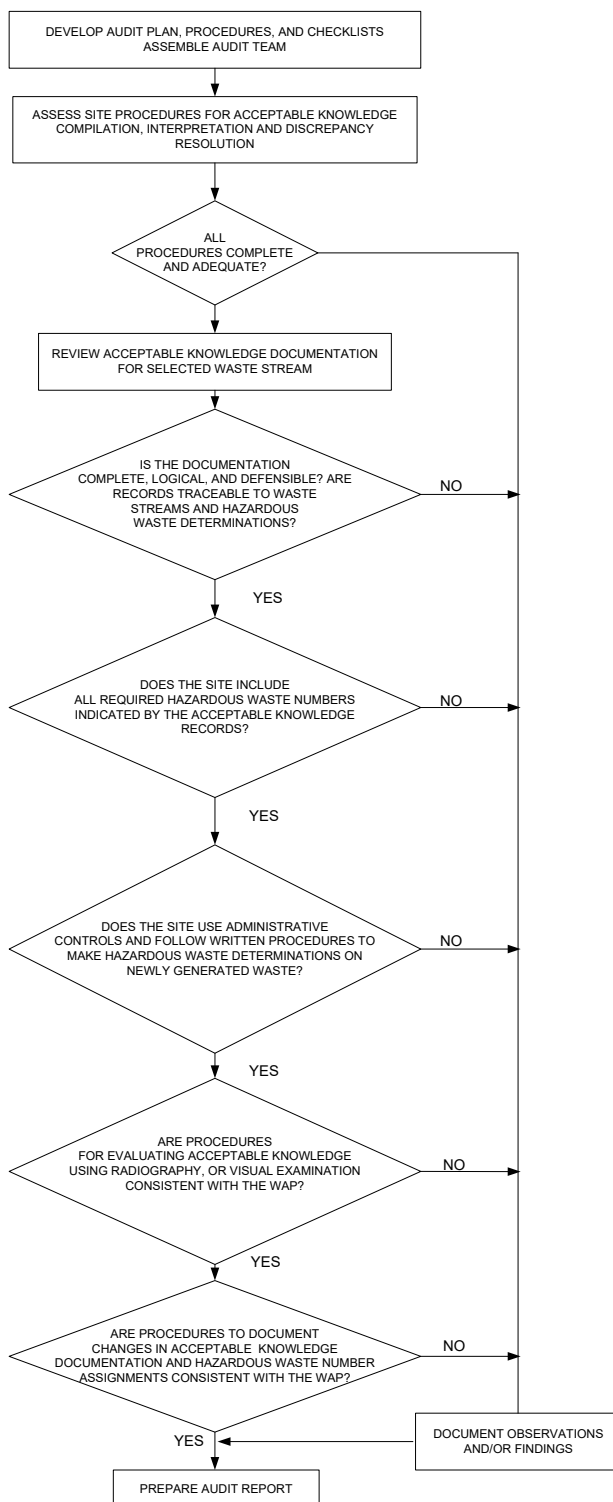 DEVELOP AUDIT PLAN, PROCEDURES, AND CHECKLISTS
ASSEMBLE AUDIT TEAM
ASSESS SITE PROCEDURES FOR ACCEPTABLE KNOWLEDGE
COMPILATION, INTERPRETATION AND DISCREPANCY
RESOLUTION
ALL
PROCEDURES COMPLETE
AND ADEQUATE?
REVIEW ACCEPTABLE KNOWLEDGE DOCUMENTATION
FOR SELECTED WASTE STREAM
IS THE DOCUMENTATION
COMPLETE, LOGICAL, AND DEFENSIBLE? ARE
RECORDS TRACEABLE TO WASTE
STREAMS AND HAZARDOUS
WASTE DETERMINATIONS?
NO
YES
DOES THE SITE INCLUDE
ALL REQUIRED HAZARDOUS WASTE NUMBERS
INDICATED BY THE ACCEPTABLE KNOWLEDGE
RECORDS?
NO
YES
DOES THE SITE USE ADMINISTRATIVE
CONTROLS AND FOLLOW WRITTEN PROCEDURES TO
MAKE HAZARDOUS WASTE DETERMINATIONS ON
NEWLY GENERATED WASTE?
NO
YES
ARE PROCEDURES
FOR EVALUATING ACCEPTABLE KNOWLEDGE
USING RADIOGRAPHY, OR VISUAL EXAMINATION
CONSISTENT WITH THE WAP?
NO
YES
ARE PROCEDURES TO DOCUMENT
CHANGES IN ACCEPTABLE KNOWLEDGE
DOCUMENTATION AND HAZARDOUS WASTE NUMBER
ASSIGNMENTS CONSISTENT WITH THE WAP?
NO
YES
DOCUMENT OBSERVATIONS
AND/OR FINDINGS
PREPARE AUDIT REPORT